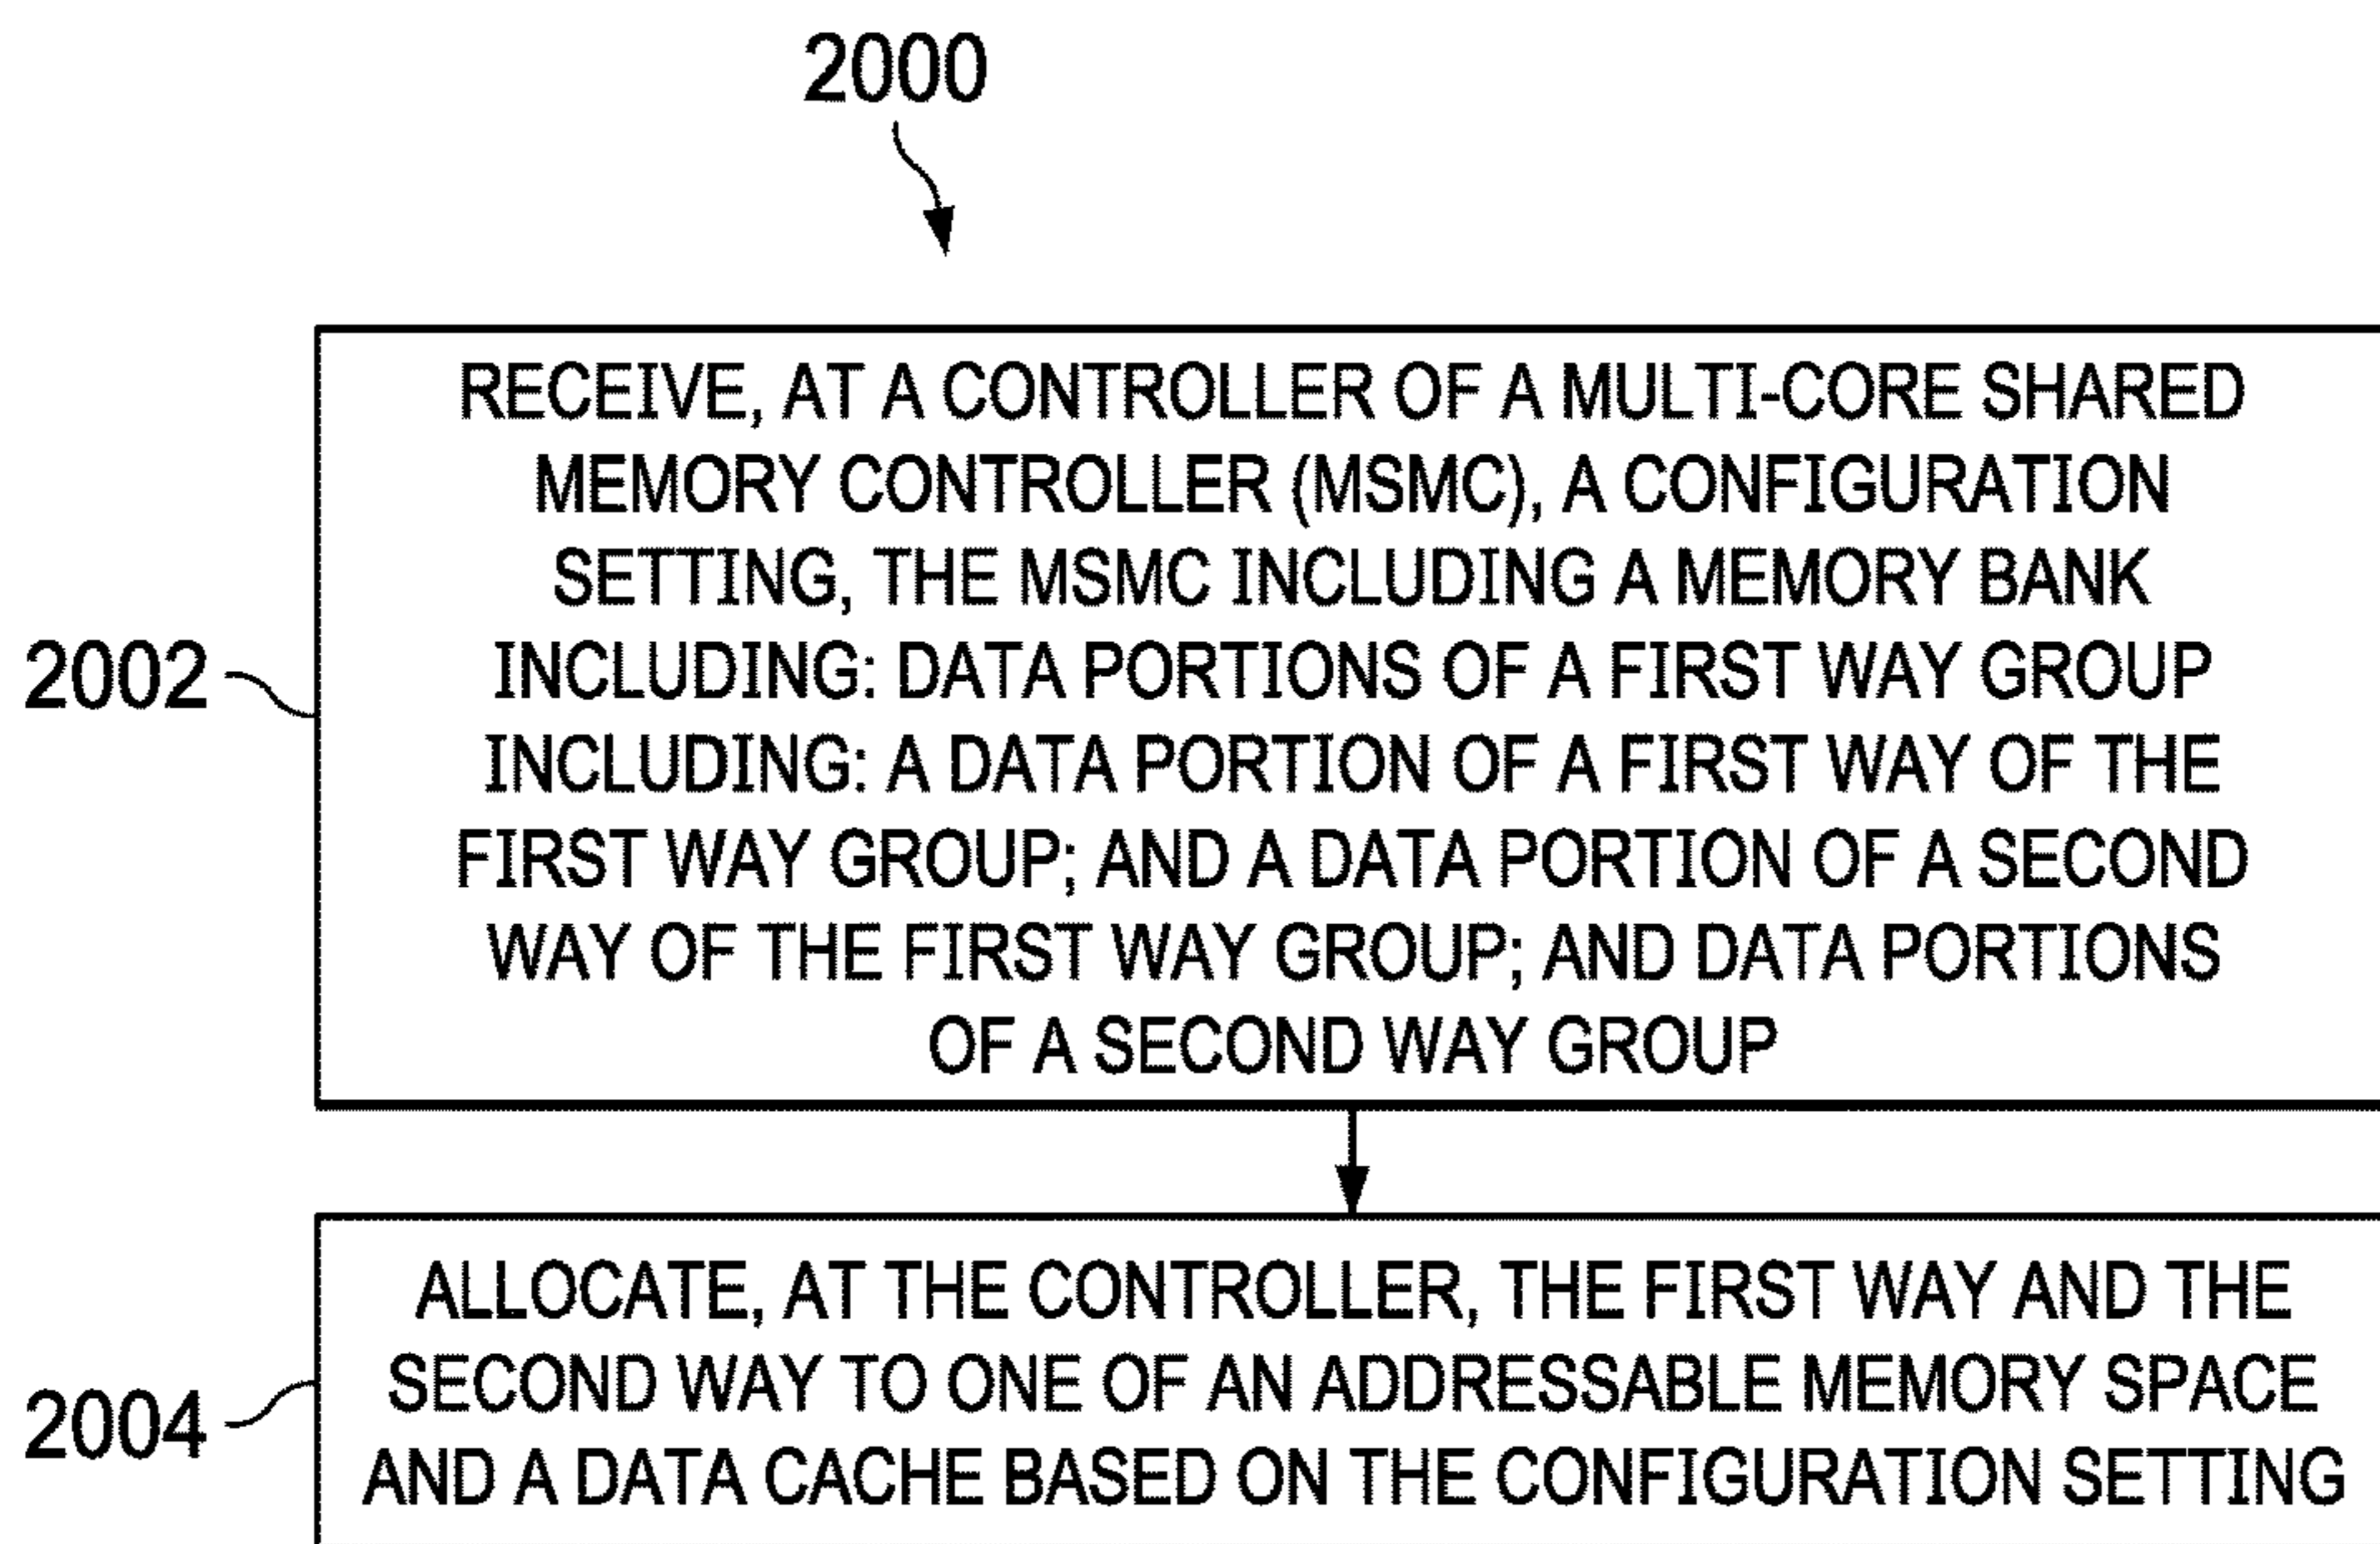 2000
RECEIVE, AT A CONTROLLER OF A MULTI-CORE SHARED
MEMORY CONTROLLER (MSMC), A CONFIGURATION
SETTING, THE MSMC INCLUDING A MEMORY BANK
INCLUDING: DATA PORTIONS OF A FIRST WAY GROUP
INCLUDING: A DATA PORTION OF A FIRST WAY OF THE
FIRST WAY GROUP; AND A DATA PORTION OF A SECOND
WAY OF THE FIRST WAY GROUP; AND DATA PORTIONS
OF A SECOND WAY GROUP
2002
ALLOCATE, AT THE CONTROLLER, THE FIRST WAY AND THE
SECOND WAY TO ONE OF AN ADDRESSABLE MEMORY SPACE
AND A DATA CACHE BASED ON THE CONFIGURATION SETTING
2004